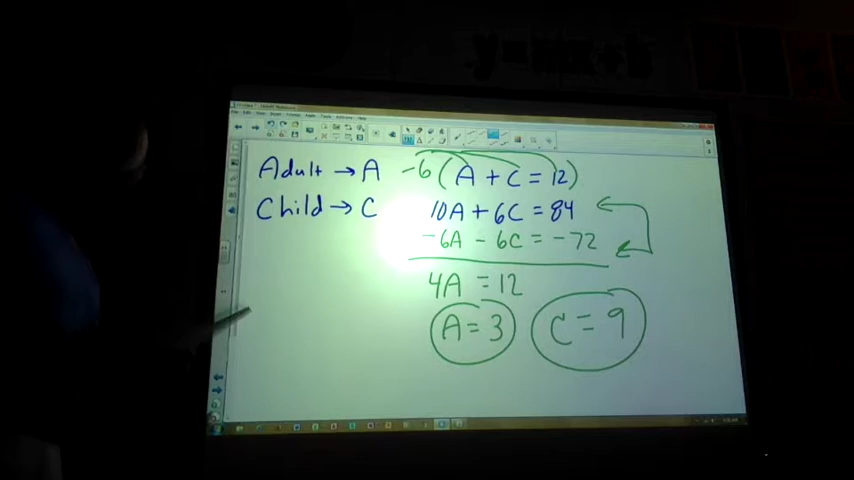 Adult → A -6(A + C = 12)
Child → C 10A + 6C = 84
-6A - 6C = -72
4A = 12
A = 3 C = 9